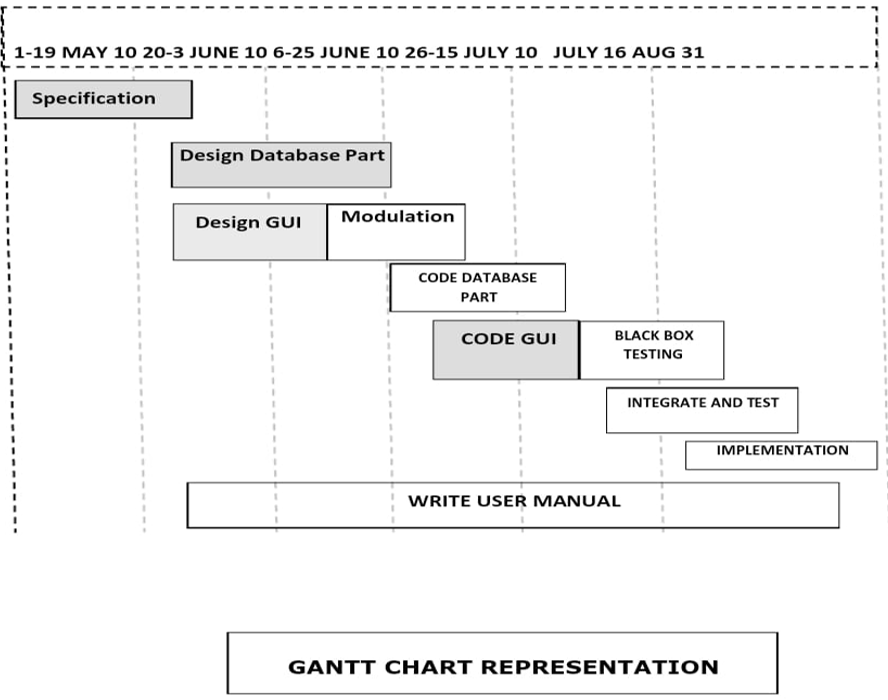 1-19 MAY 10 20-3 JUNE 10 6-25 JUNE 10 26-15 JULY 10 JULY 16 AUG 31
Specification
Design Database Part
Design GUI
Modulation
CODE DATABASE
PART
CODE GUI
BLACK BOX
TESTING
INTEGRATE AND TEST
IMPLEMENTATION
WRITE USER MANUAL
GANTT CHART REPRESENTATION